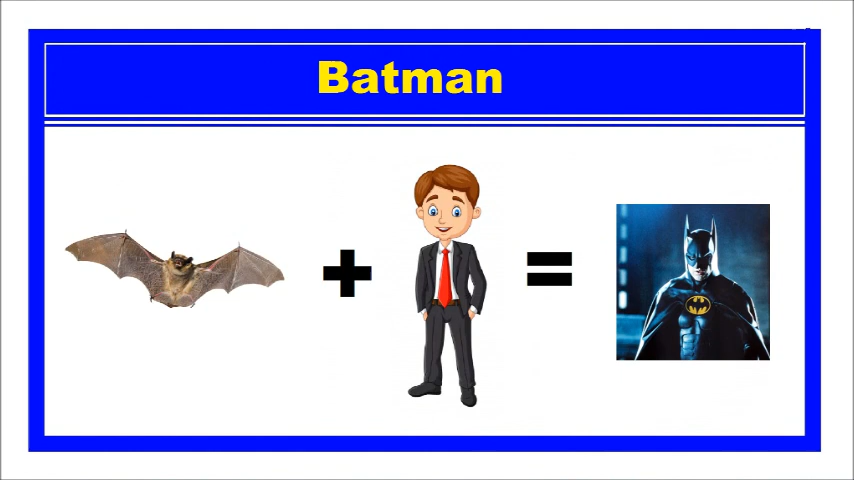 Batman
+ =